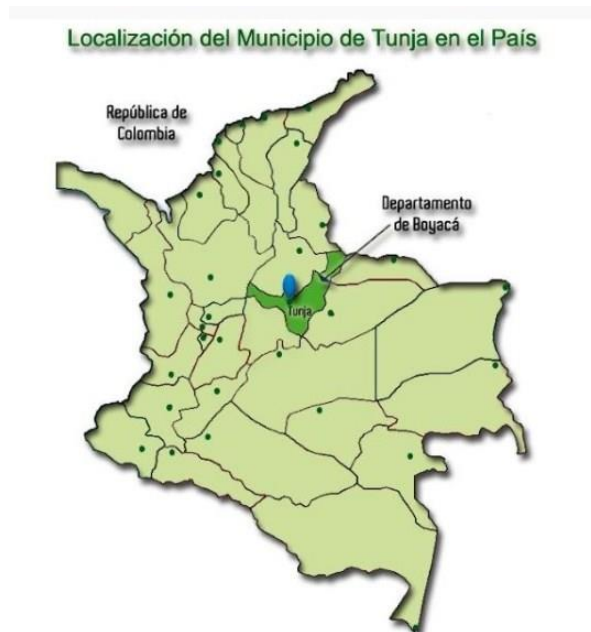 Localización del Municipio de Tunja en el País
República de
Colombia
Departamento
de Boyacá
Tunja